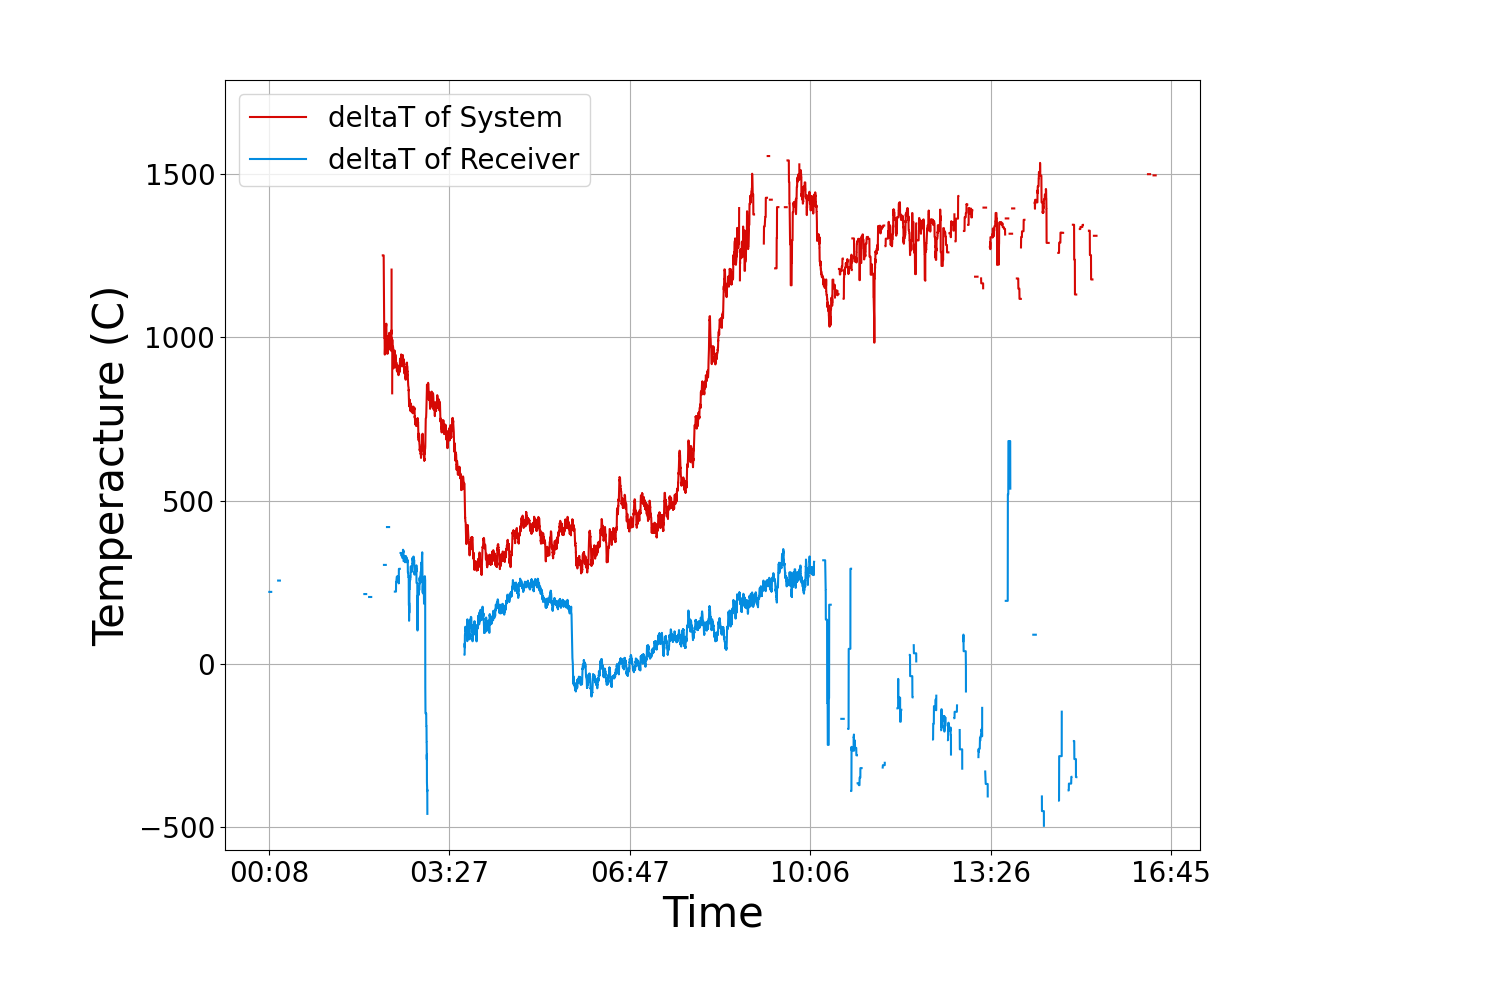 deltaT of System
deltaT of Receiver
Temperacture (C)
1500
1000
500
0
−500
00:08 03:27 06:47 10:06 13:26 16:45
Time